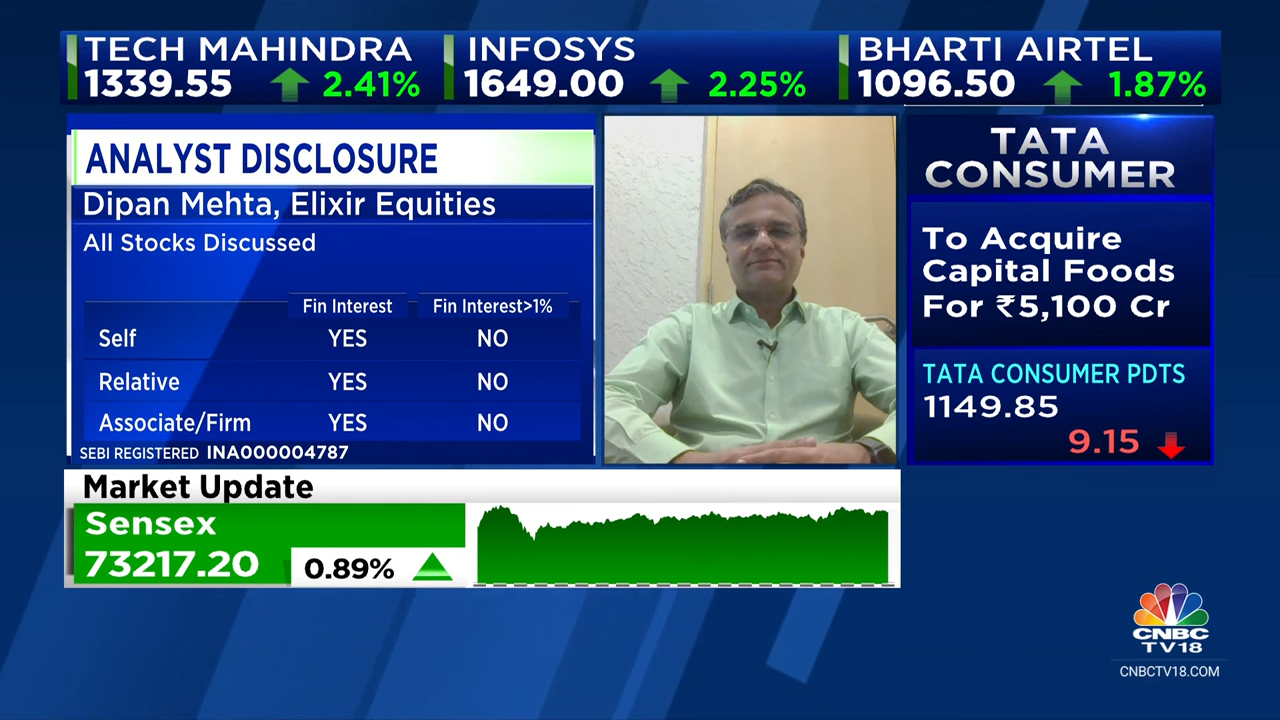 TECH MAHINDRA
1339.55 2.41%
INFOSYS
1649.00 2.25%
BHARTI AIRTEL
1096.50 1.87%
ANALYST DISCLOSURE
Dipan Mehta, Elixir Equities
All Stocks Discussed
Fin Interest Fin Interest>1%
Self YES NO
Relative YES NO
Associate/Firm YES NO
SEBI REGISTERED INA000004787
TATA
CONSUMER
To Acquire
Capital Foods
For ₹5,100 Cr
TATA CONSUMER PDTS
1149.85
9.15
Market Update
Sensex
73217.20 0.89%
CNBC
TV18
CNBCTV18.COM